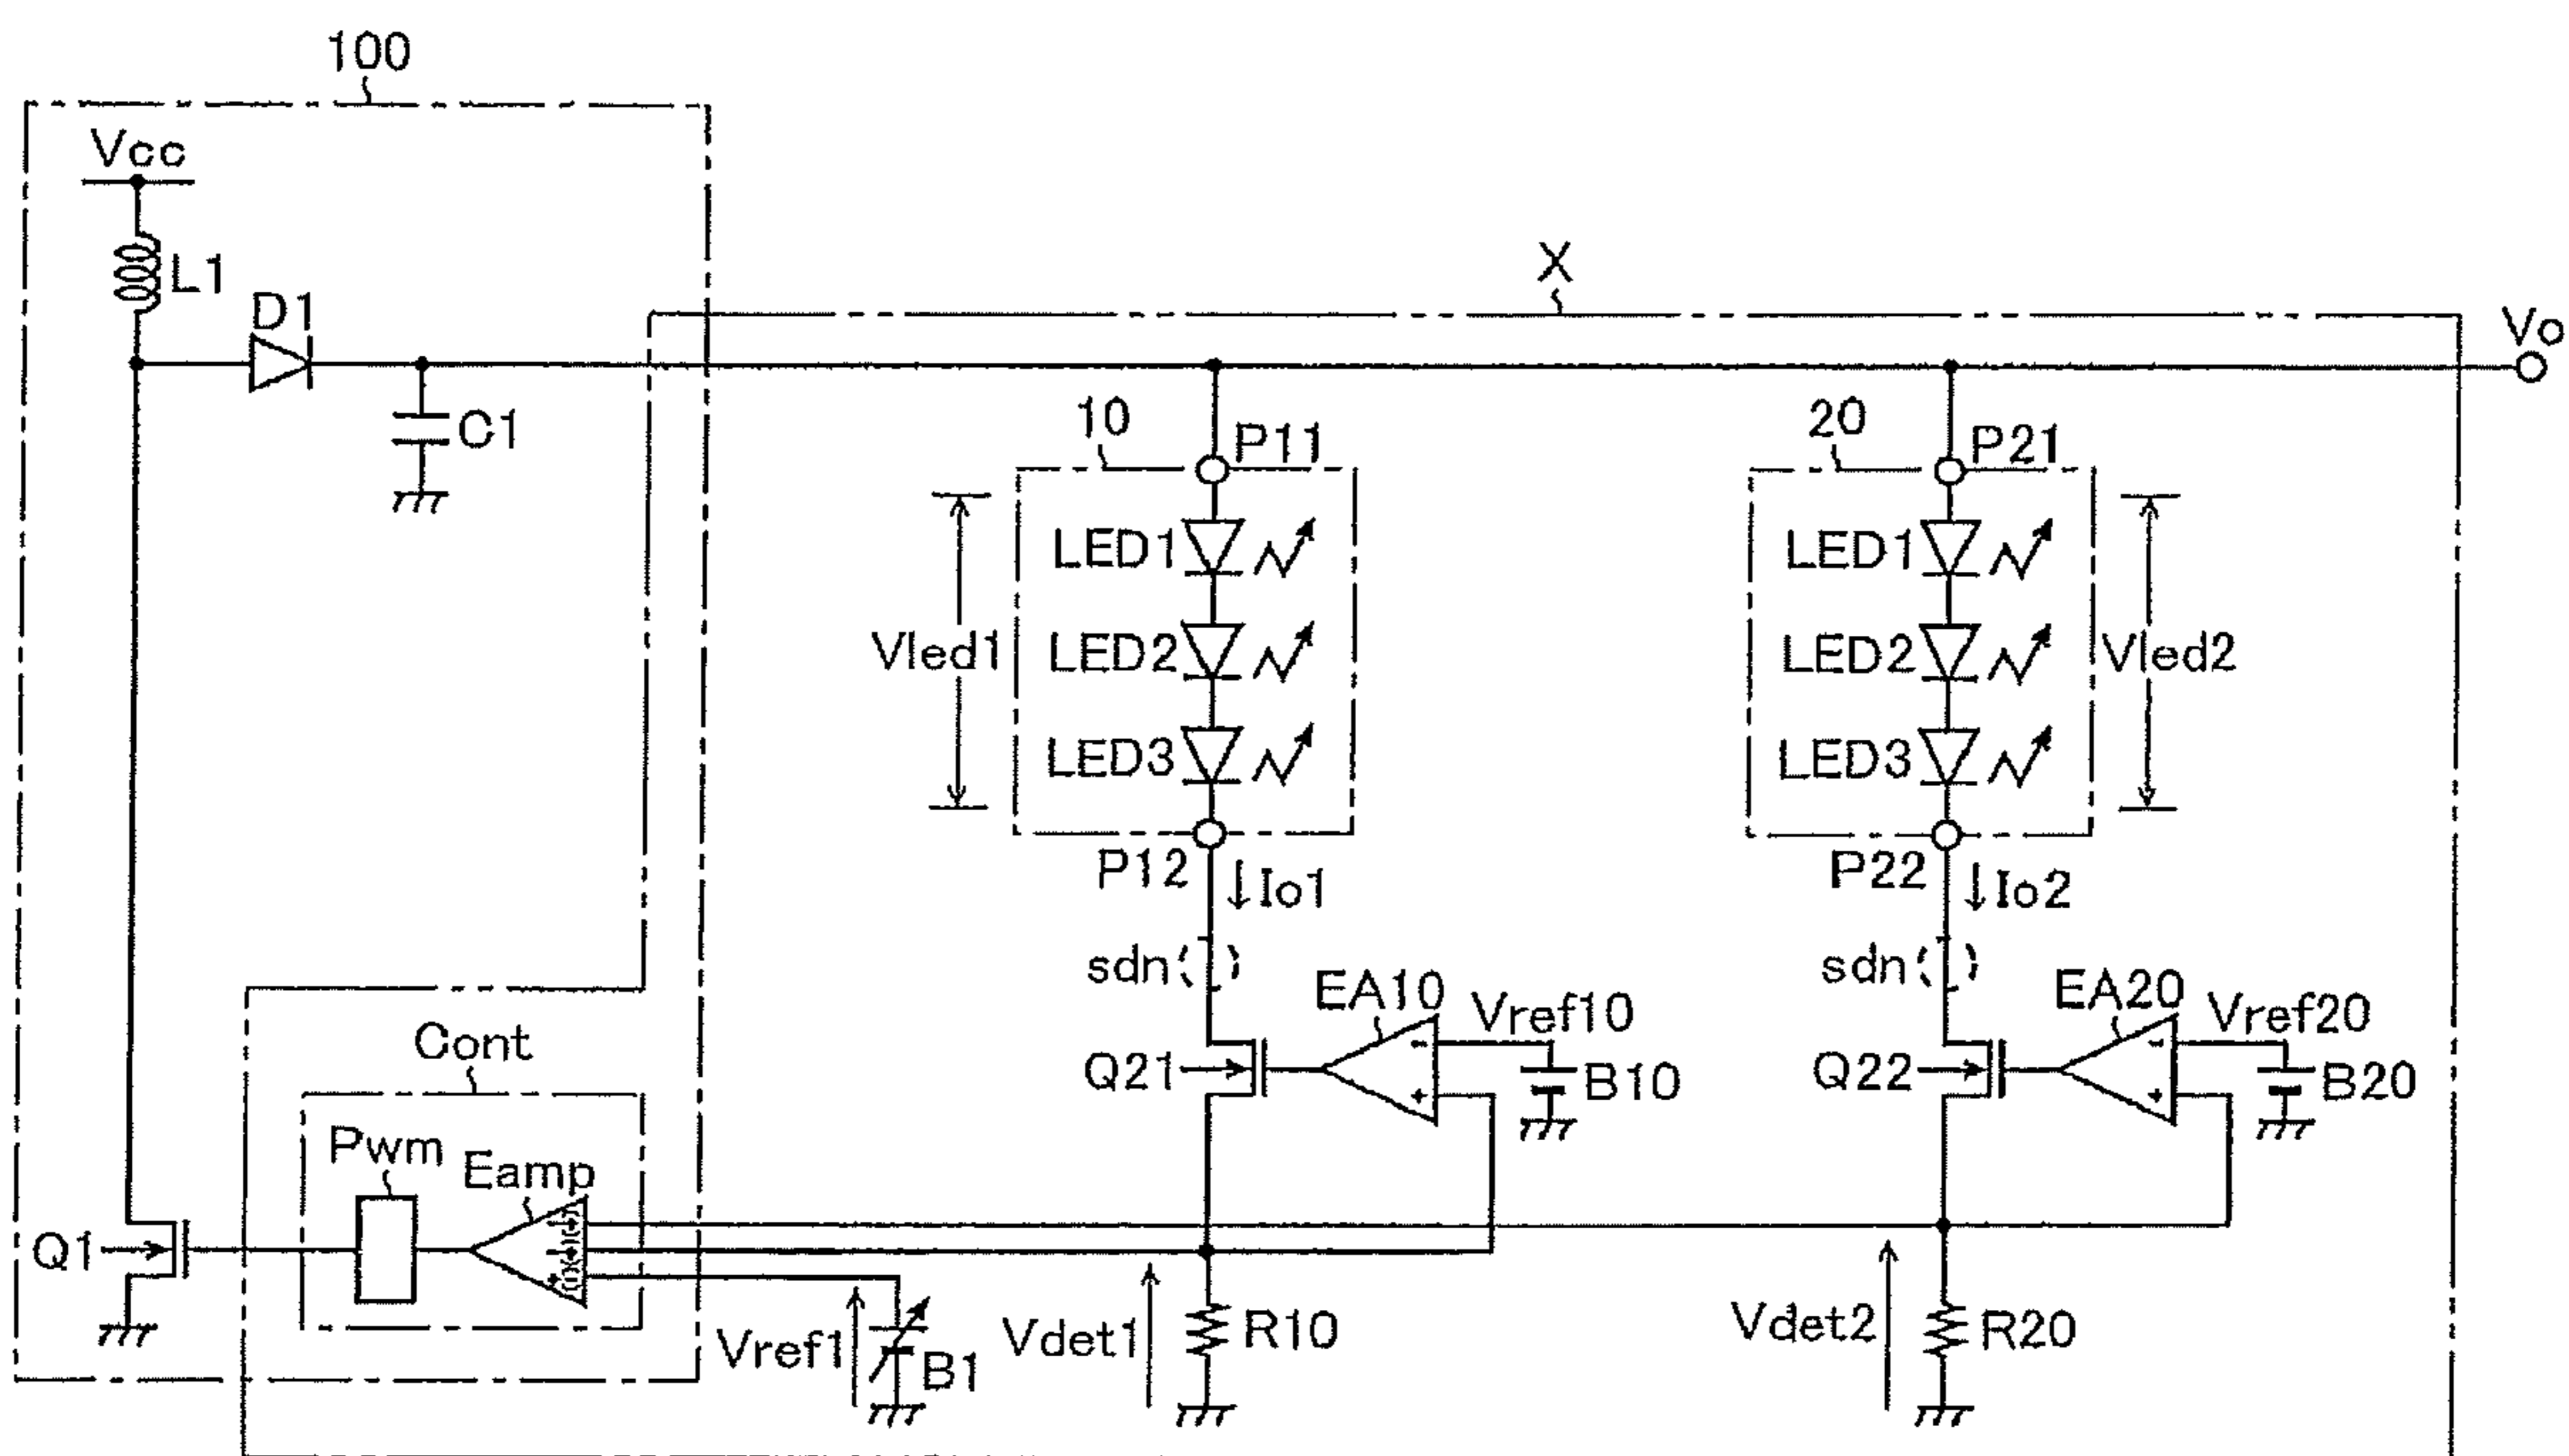 100
Vcc
L1
D1
C1
X
Vo
10
P11
LED1
LED2
LED3
Vled1
P12
Io1
sdn
EA10
Vref10
Q21
B10
-
+
20
P21
LED1
LED2
LED3
Vled2
P22
Io2
sdn
EA20
Vref20
Q22
B20
-
+
Cont
Pwm
Eamp
Q1
Vref1
B1
Vdet1
R10
Vdet2
R20